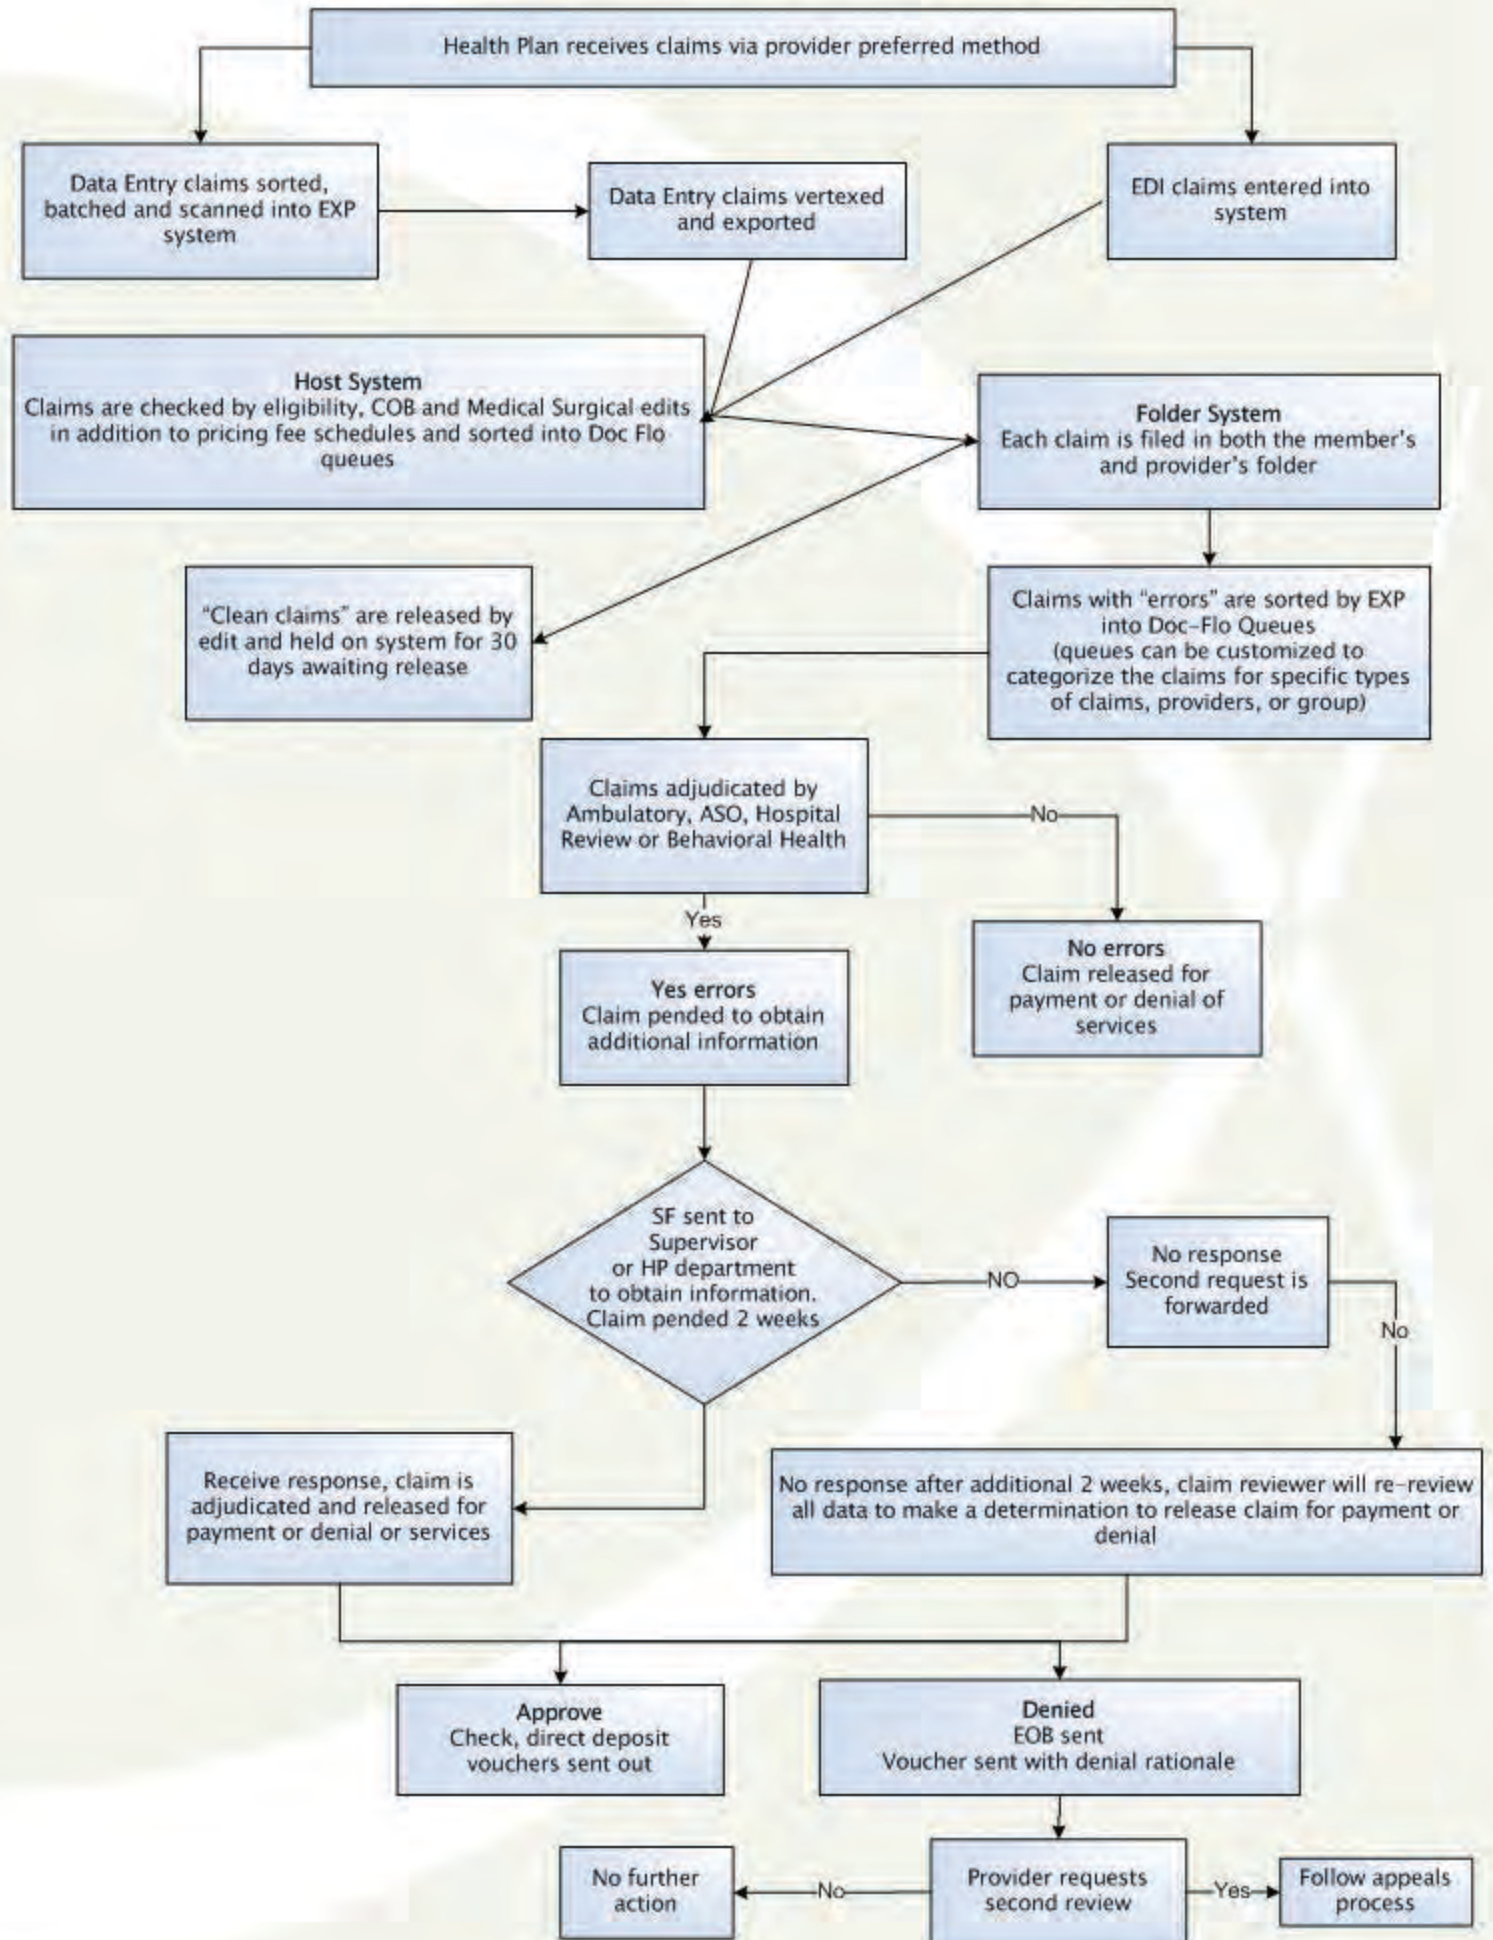 Health Plan receives claims via provider preferred method
Data Entry claims sorted,
batched and scanned into EXP
system
Data Entry claims vertexed
and exported
EDI claims entered into
system
Host System
Claims are checked by eligibility, COB and Medical Surgical edits
in addition to pricing fee schedules and sorted into Doc Flo
queues
Folder System
Each claim is filed in both the member's
and provider's folder
"Clean claims" are released by
edit and held on system for 30
days awaiting release
Claims with "errors" are sorted by EXP
into Doc-Flo Queues
(queues can be customized to
categorize the claims for specific types
of claims, providers, or group)
Claims adjudicated by
Ambulatory, ASO, Hospital
Review or Behavioral Health
No
Yes
No errors
Claim released for
payment or denial of
services
Yes errors
Claim pended to obtain
additional information
SF sent to
Supervisor
or HP department
to obtain information.
Claim pended 2 weeks
NO
No response
Second request is
forwarded
No
Receive response, claim is
adjudicated and released for
payment or denial or services
No response after additional 2 weeks, claim reviewer will re-review
all data to make a determination to release claim for payment or
denial
Approve
Check, direct deposit
vouchers sent out
Denied
EOB sent
Voucher sent with denial rationale
No further
action
No
Provider requests
second review
Yes
Follow appeals
process